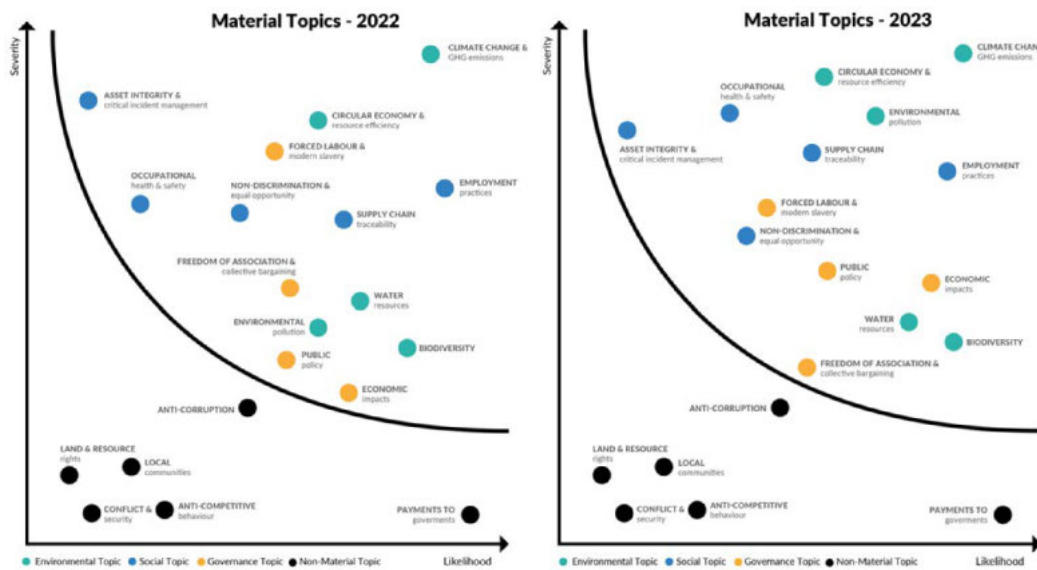 Material Topics - 2022
Severity
CLIMATE CHANGE &
GHG emissions
ASSET INTEGRITY &
critical incident management
CIRCULAR ECONOMY &
resource efficiency
FORCED LABOUR &
modern slavery
OCCUPATIONAL
health & safety
NON-DISCRIMINATION &
equal opportunity
EMPLOYMENT
practices
SUPPLY CHAIN
traceability
FREEDOM OF ASSOCIATION &
collective bargaining
WATER
resources
ENVIRONMENTAL
pollution
BIODIVERSITY
PUBLIC
policy
ECONOMIC
impacts
ANTI-CORRUPTION
LAND & RESOURCE
rights
LOCAL
communities
CONFLICT &
security
ANTI-COMPETITIVE
behaviour
PAYMENTS TO
goverments
Environmental Topic
Social Topic
Governance Topic
Non-Material Topic
Likelihood
Material Topics - 2023
Severity
CLIMATE CHAN
GHG emissions
CIRCULAR ECONOMY &
resource efficiency
OCCUPATIONAL
health & safety
ENVIRONMENTAL
pollution
ASSET INTEGRITY &
critical incident management
SUPPLY CHAIN
traceability
EMPLOYMENT
practices
FORCED LABOUR &
modern slavery
NON-DISCRIMINATION &
equal opportunity
PUBLIC
policy
ECONOMIC
impacts
WATER
resources
BIODIVERSITY
FREEDOM OF ASSOCIATION &
collective bargaining
ANTI-CORRUPTION
LAND & RESOURCE
rights
LOCAL
communities
CONFLICT &
security
ANTI-COMPETITIVE
behaviour
PAYMENTS TO
goverments
Environmental Topic
Social Topic
Governance Topic
Non-Material Topic
Likelihood